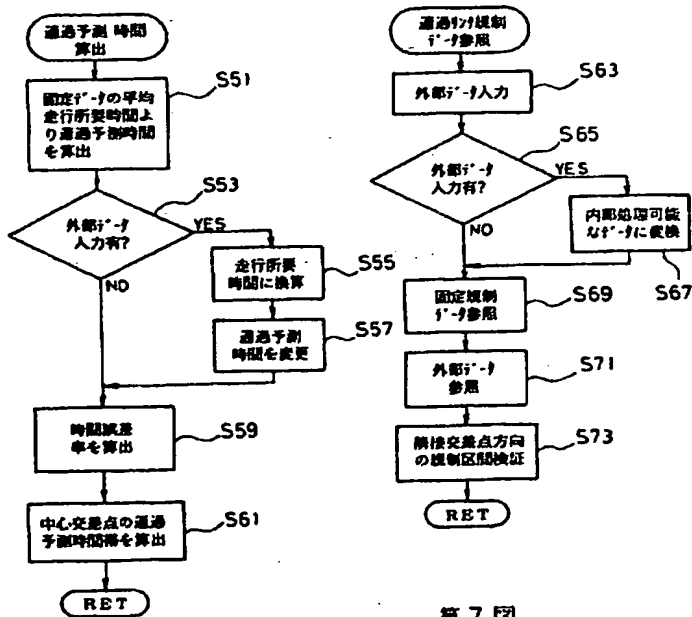 通過予測 時間
算出
S51
固定データの平均
走行所要時間よ
り通過予測時間
を算出
S53
外部データ
入力有?
YES
NO
S55
走行所要
時間に換算
S57
通過予測
時間を変更
S59
時間誤差
率を算出
S61
中心交差点の通過
予測時間帯を算出
RET
通過リンク規制
データ参照
S63
外部データ入力
S65
外部データ
入力有?
YES
NO
内部処理可能
なデータに変換
S67
S69
固定規制
データ参照
S71
外部データ
参照
S73
隣接交差点方向
の規制区間検証
RET
第7図